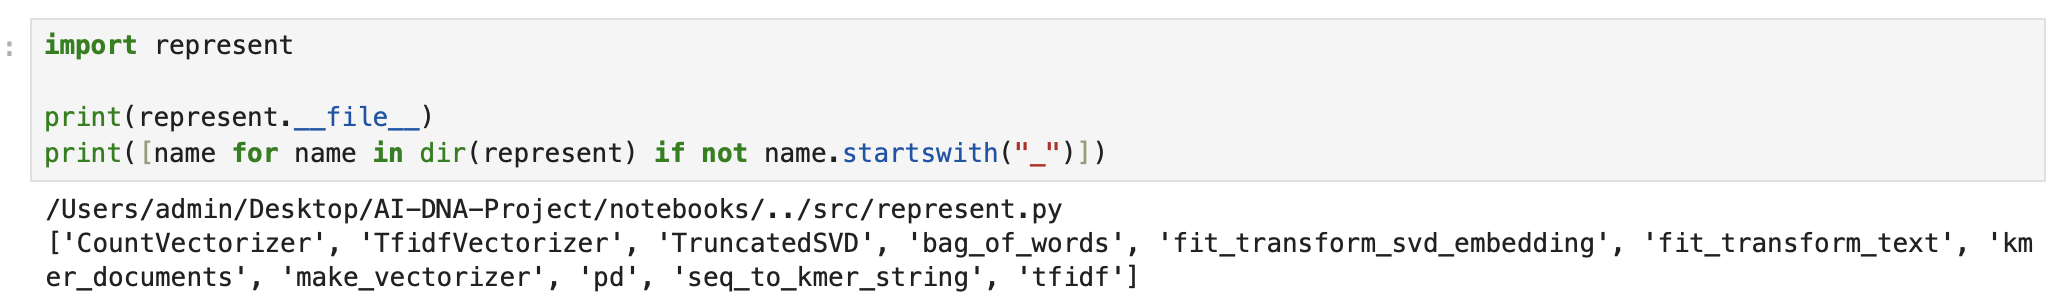 :
import represent
print(represent.__file__)
print([name for name in dir(represent) if not name.startswith("_")])
/Users/admin/Desktop/AI-DNA-Project/notebooks/../src/represent.py
['CountVectorizer', 'TfidfVectorizer', 'TruncatedSVD', 'bag_of_words', 'fit_transform_svd_embedding', 'fit_transform_text', 'km
er_documents', 'make_vectorizer', 'pd', 'seq_to_kmer_string', 'tfidf']